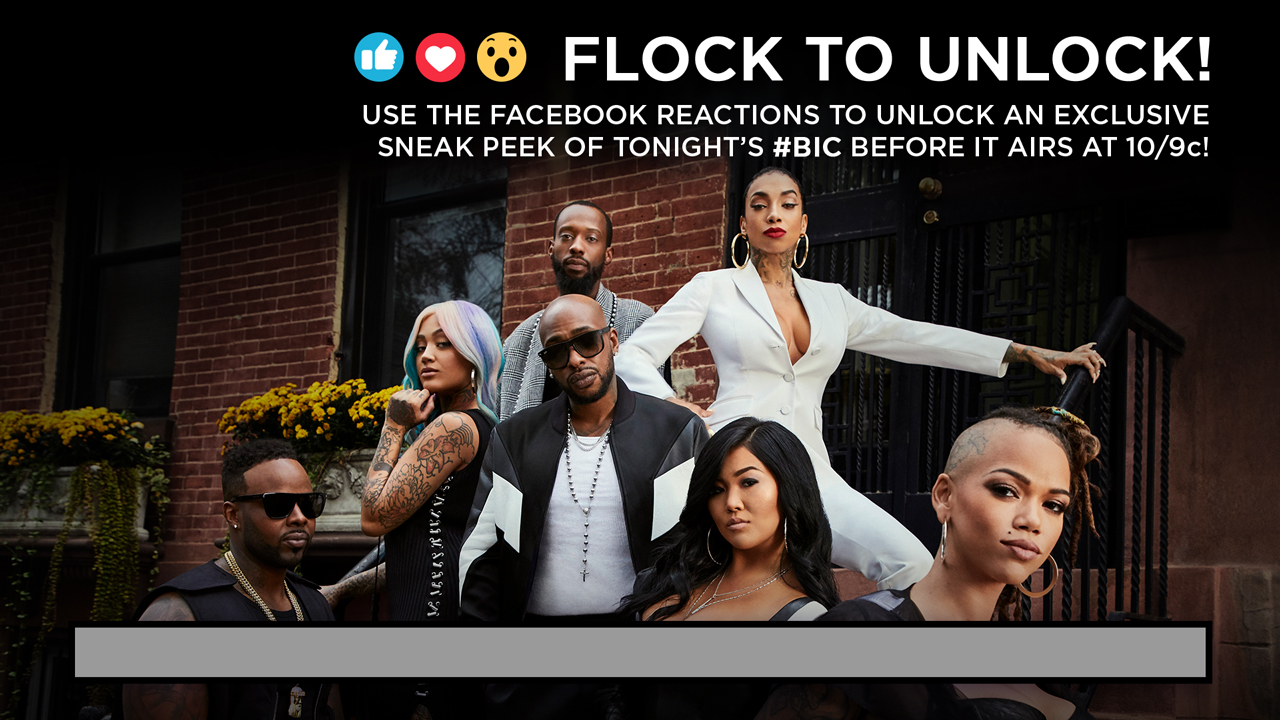 FLOCK TO UNLOCK!
USE THE FACEBOOK REACTIONS TO UNLOCK AN EXCLUSIVE
SNEAK PEEK OF TONIGHT’S #BIC BEFORE IT AIRS AT 10/9c!